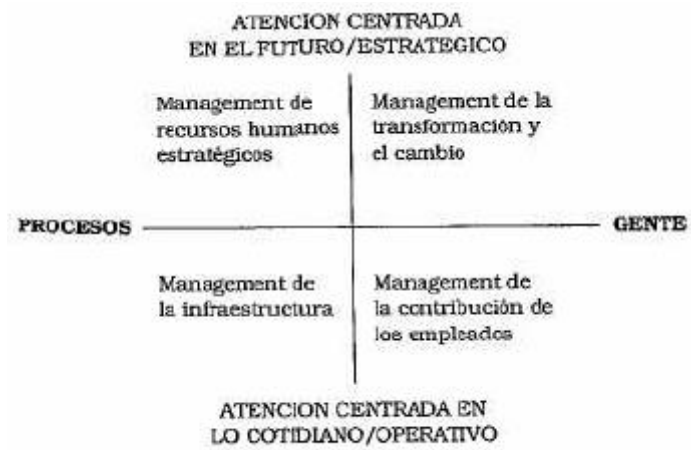 ATENCION CENTRADA
EN EL FUTURO/ESTRATEGICO
Management de
recursos humanos
estratégicos
Management de la
transformación y
el cambio
PROCESOS
GENTE
Management de
la infraestructura
Management de
la contribución de
los empleados
ATENCION CENTRADA EN
LO COTIDIANO/OPERATIVO